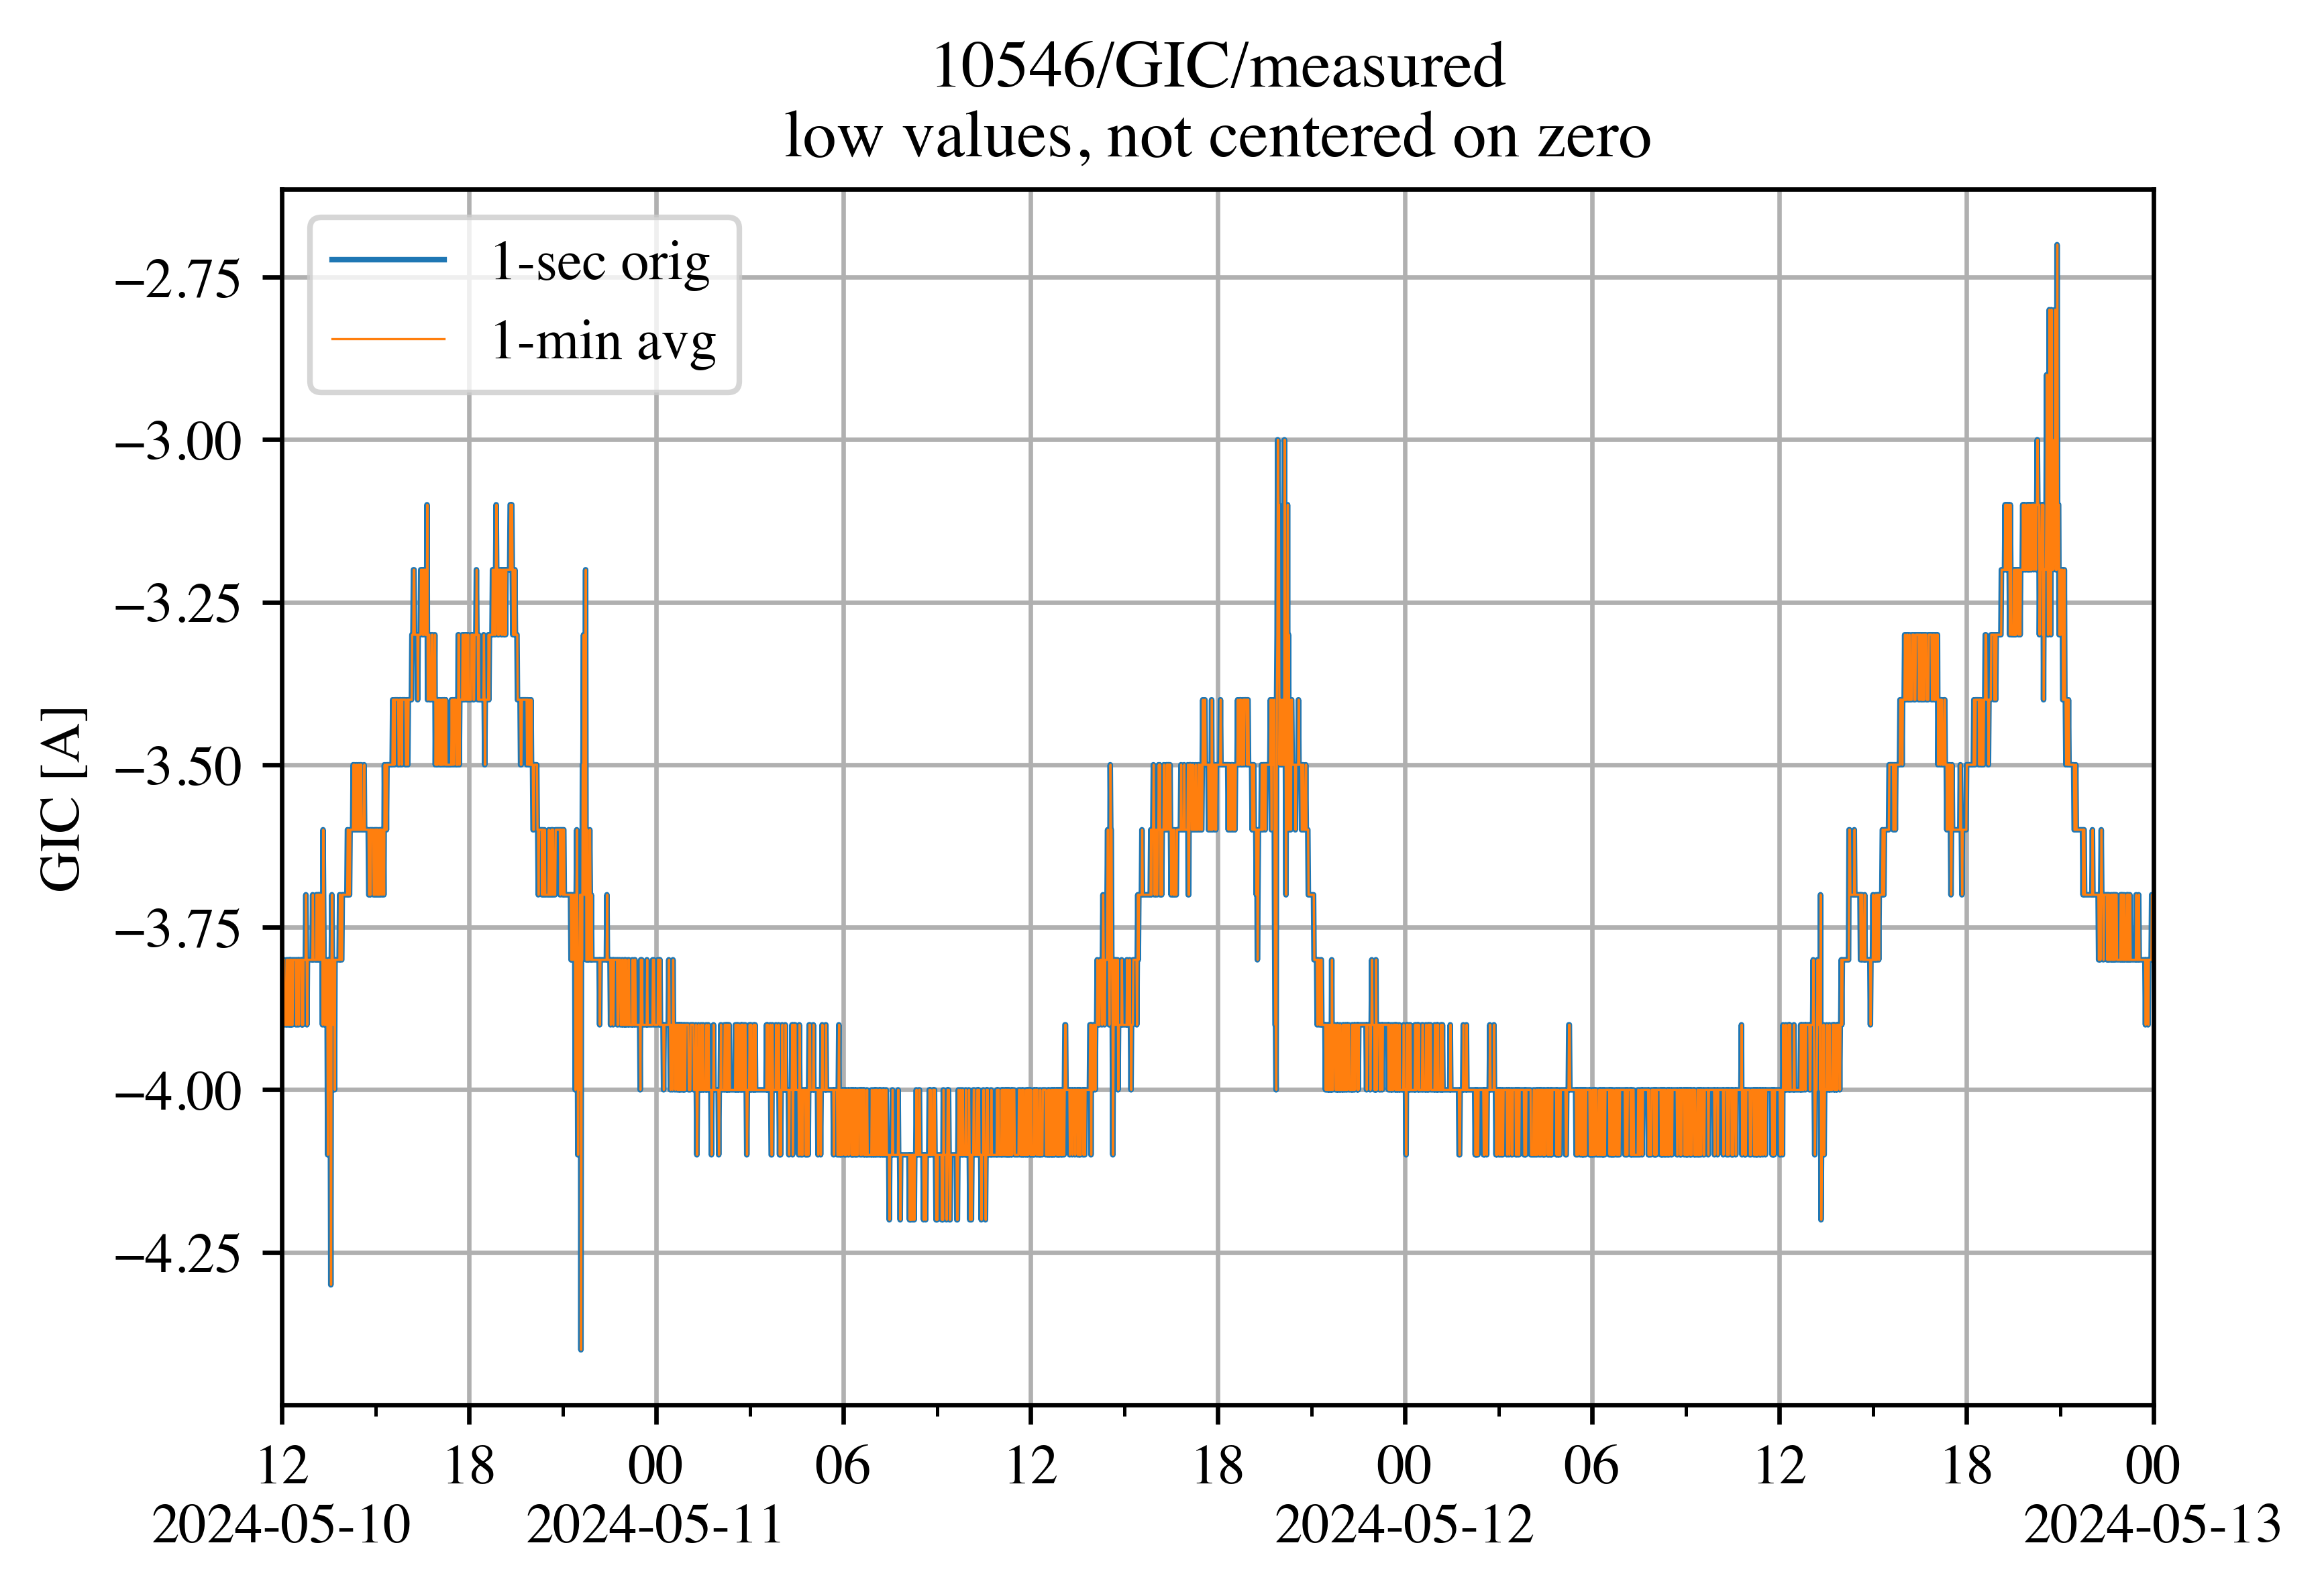 10546/GIC/measured
low values, not centered on zero
1-sec orig
1-min avg
GIC [A]
−2.75
−3.00
−3.25
−3.50
−3.75
−4.00
−4.25
12 18 00 06 12 18 00 06 12 18 00
2024-05-10 2024-05-11 2024-05-12 2024-05-13